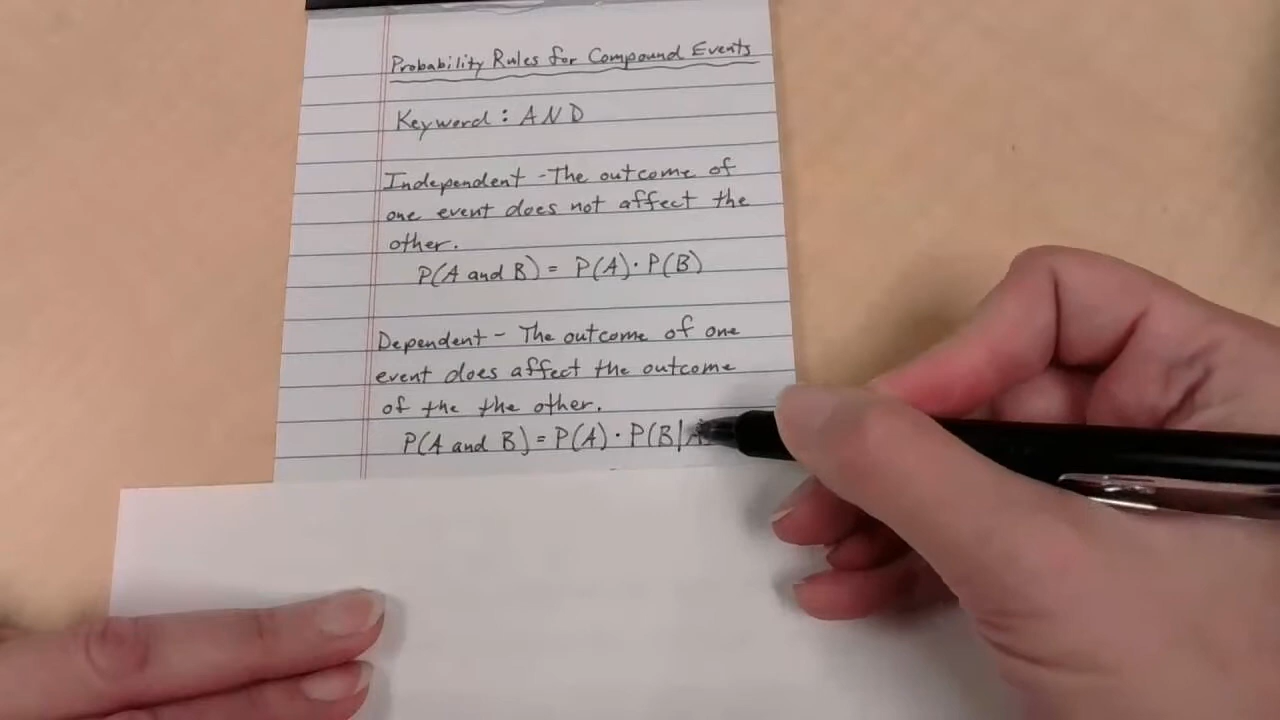 Probability Rules for Compound Events
Keyword : AND
Independent - The outcome of
one event does not affect the
other.
P(A and B) = P(A) · P(B)
Dependent - The outcome of one
event does affect the outcome
of the the other.
P(A and B) = P(A) · P(B|A